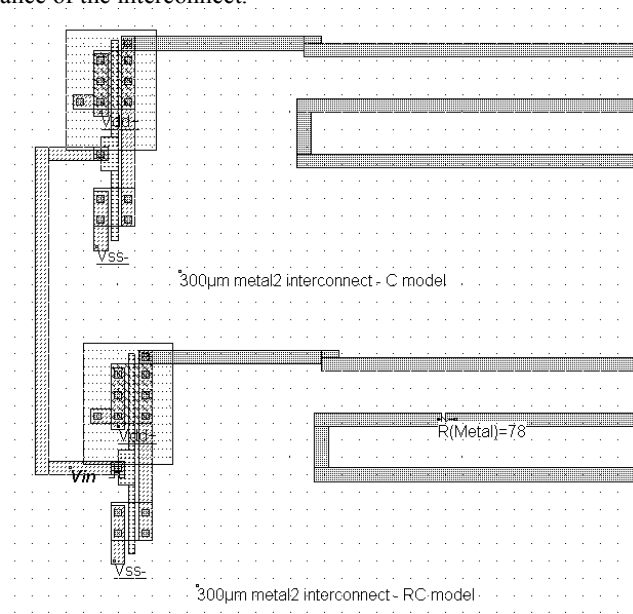 ance of the interconnect.
Vdd+
Vss-
300µm metal2 interconnect - C model
R(Metal)=78
Vdd+
Vin
Vss-
300µm metal2 interconnect - RC model